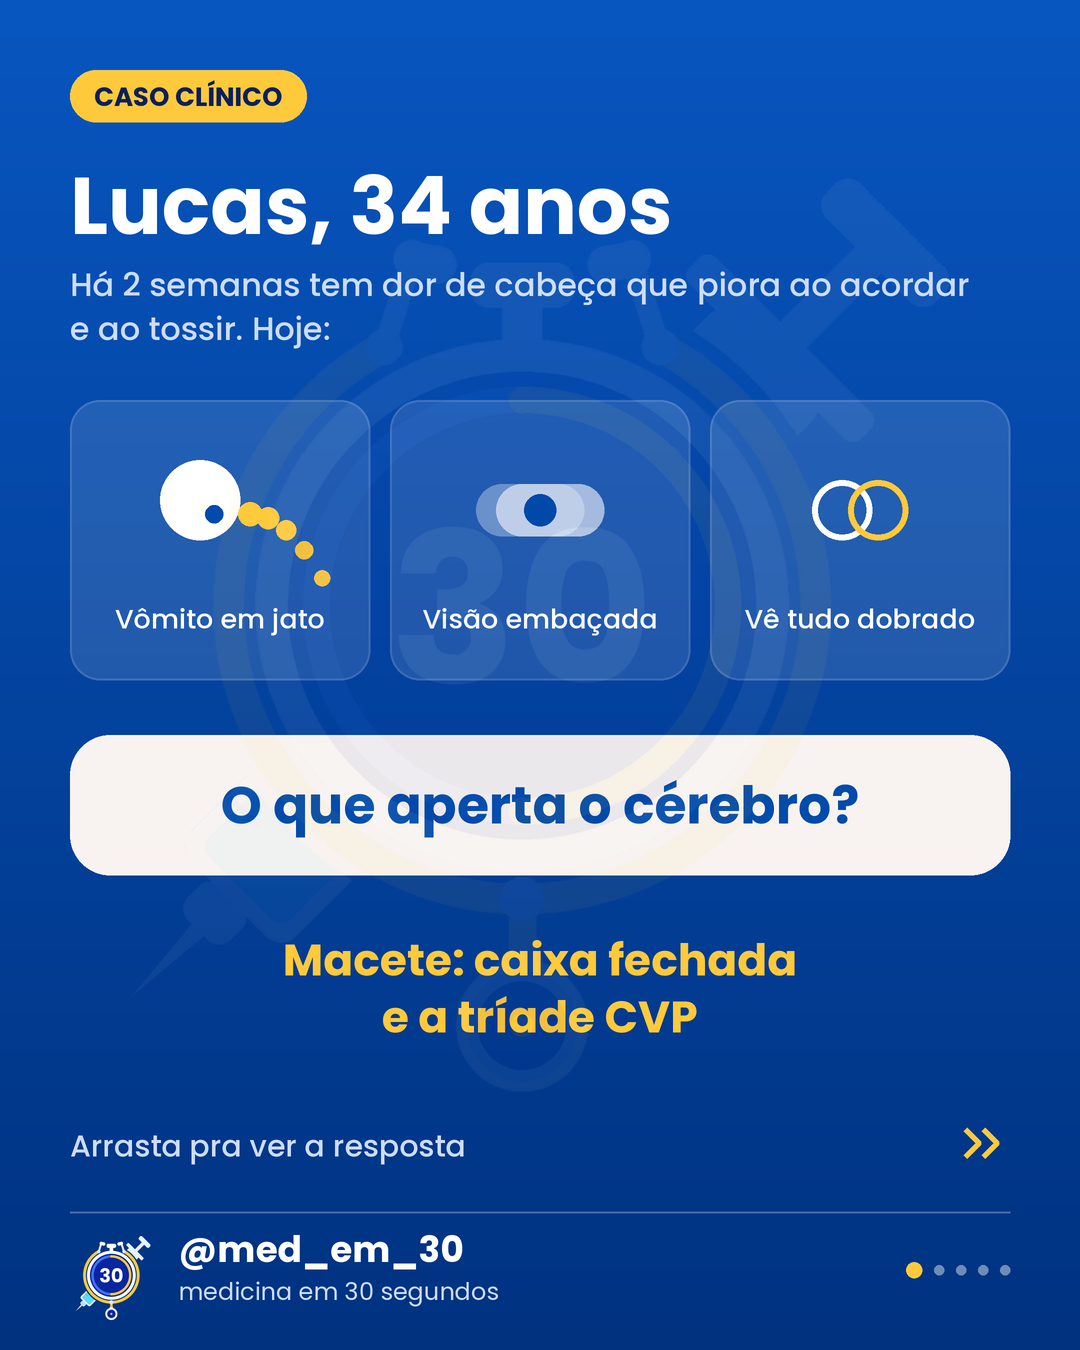 CASO CLÍNICO
Lucas, 34 anos
Há 2 semanas tem dor de cabeça que piora ao acordar
e ao tossir. Hoje:
Vômito em jato
Visão embaçada
Vê tudo dobrado
30
O que aperta o cérebro?
Macete: caixa fechada
e a tríade CVP
Arrasta pra ver a resposta
30
@med_em_30
medicina em 30 segundos